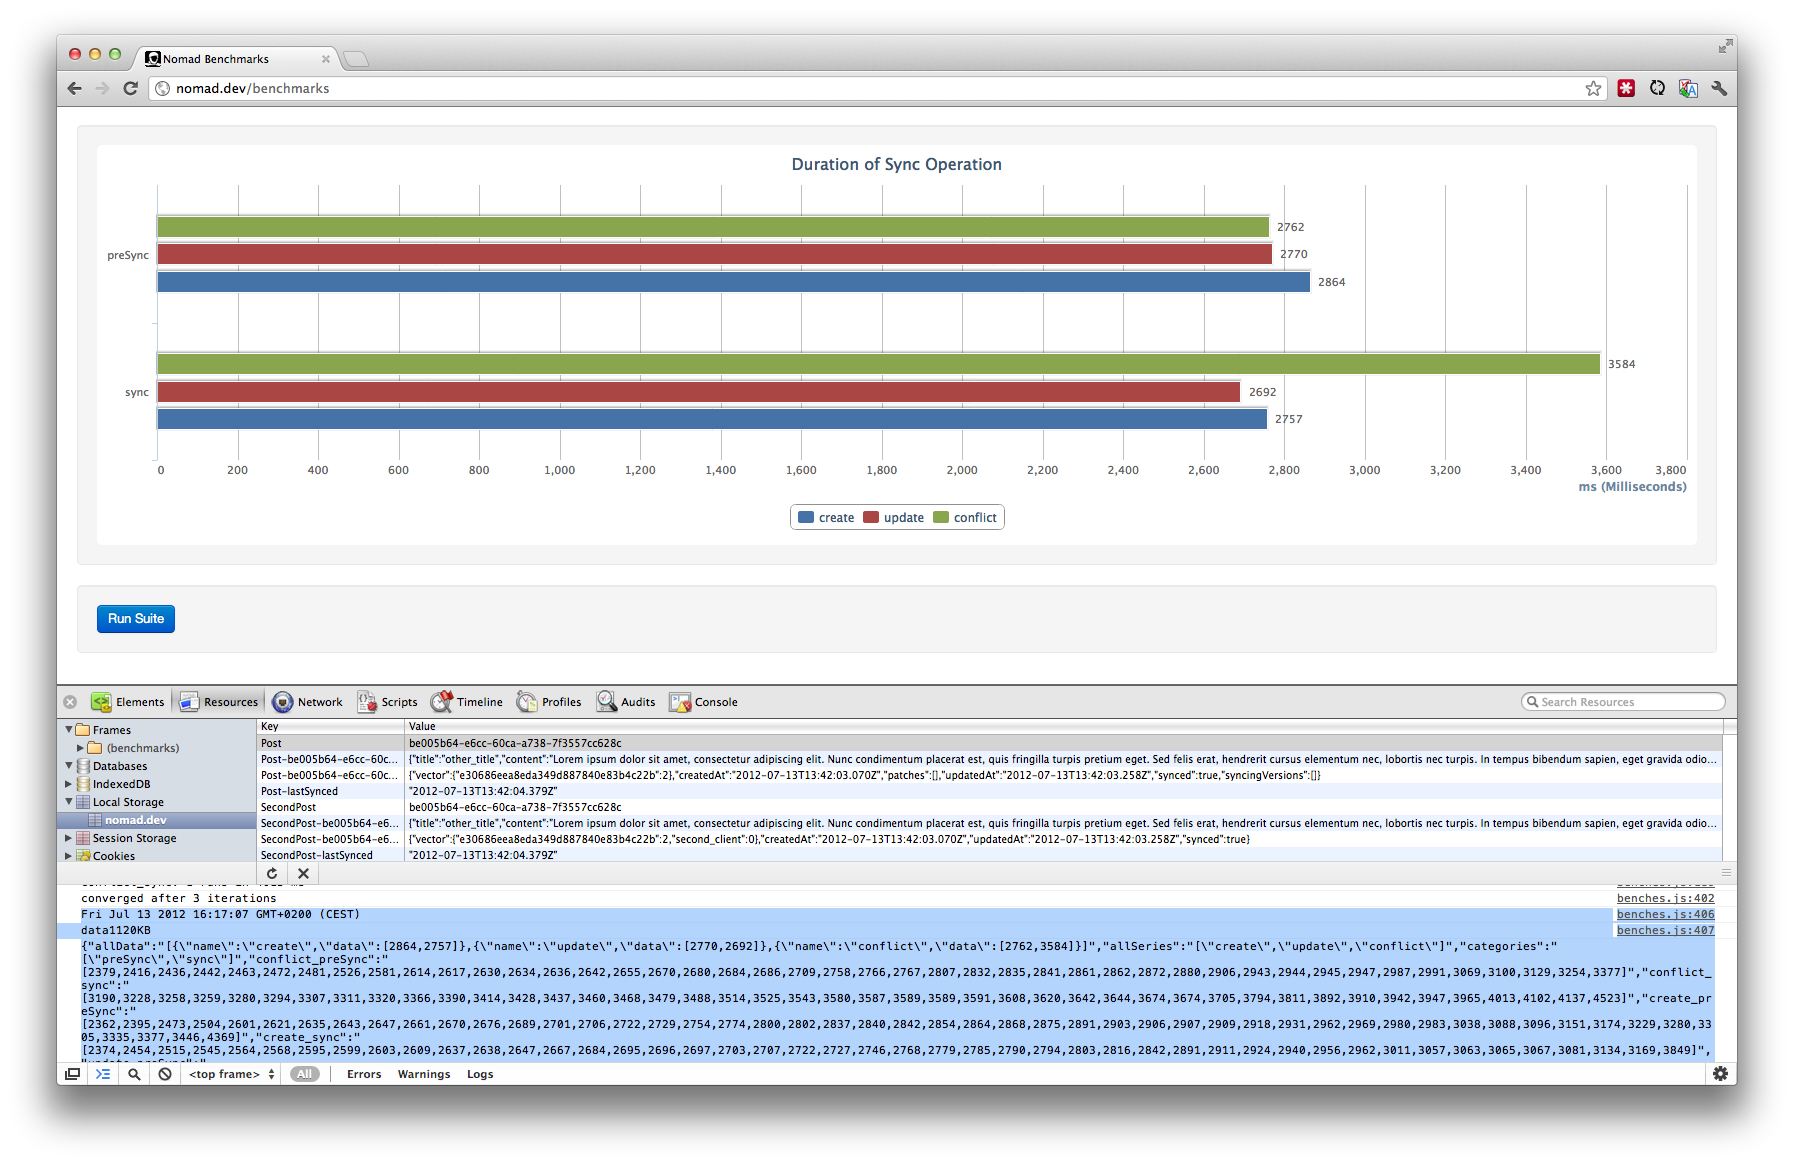 Nomad Benchmarks
nomad.dev/benchmarks
Duration of Sync Operation
preSync
2762
2770
2864
sync
3584
2692
2757
0 200 400 600 800 1,000 1,200 1,400 1,600 1,800 2,000 2,200 2,400 2,600 2,800 3,000 3,200 3,400 3,600 3,800
ms (Milliseconds)
create update conflict
Run Suite
Elements Resources Network Scripts Timeline Profiles Audits Console Search Resources
Frames
(benchmarks)
Databases
IndexedDB
Local Storage
nomad.dev
Session Storage
Cookies
Key Value
Post be005b64-e6cc-60ca-a738-7f3557cc628c
Post-be005b64-e6cc-60c... {"title":"other_title","content":"Lorem ipsum dolor sit amet, consectetur adipiscing elit. Nunc condimentum placerat est, quis fringilla turpis pretium eget. Sed felis erat, hendrerit cursus elementum nec, lobortis nec turpis. In tempus bibendum sapien, eget gravida odio...
Post-be005b64-e6cc-60c... {"vector":{"e30686eea8eda349d887840e83b4c22b":2},"createdAt":"2012-07-13T13:42:03.070Z","patches":[],"updatedAt":"2012-07-13T13:42:03.258Z","synced":true,"syncingVersions":[]}
Post-lastSynced "2012-07-13T13:42:04.379Z"
SecondPost be005b64-e6cc-60ca-a738-7f3557cc628c
SecondPost-be005b64-e6... {"title":"other_title","content":"Lorem ipsum dolor sit amet, consectetur adipiscing elit. Nunc condimentum placerat est, quis fringilla turpis pretium eget. Sed felis erat, hendrerit cursus elementum nec, lobortis nec turpis. In tempus bibendum sapien, eget gravida odio...
SecondPost-be005b64-e6... {"vector":{"e30686eea8eda349d887840e83b4c22b":2,"second_client":0},"createdAt":"2012-07-13T13:42:03.070Z","updatedAt":"2012-07-13T13:42:03.258Z","synced":true}
SecondPost-lastSynced "2012-07-13T13:42:04.379Z"
converged after 3 iterations benches.js:402
Fri Jul 13 2012 16:17:07 GMT+0200 (CEST) benches.js:406
data1120KB benches.js:407
{"allData":"[{\"name\":\"create\",\"data\":[2864,2757]},{\"name\":\"update\",\"data\":[2770,2692]},{\"name\":\"conflict\",\"data\":[2762,3584]}]","allSeries":"[\"create\",\"update\",\"conflict\"]","categories":"
[\"preSync\",\"sync\"]","conflict_preSync":"
[2379,2416,2436,2442,2463,2472,2481,2526,2581,2614,2617,2630,2634,2636,2642,2655,2670,2680,2684,2686,2709,2758,2766,2767,2807,2832,2835,2841,2861,2862,2872,2880,2906,2943,2944,2945,2947,2987,2991,3069,3100,3129,3254,3377]","conflict_
sync":"
[3190,3228,3258,3259,3280,3294,3307,3311,3320,3366,3390,3414,3428,3437,3460,3468,3479,3488,3514,3525,3543,3580,3587,3589,3589,3591,3608,3620,3642,3644,3674,3674,3705,3794,3811,3892,3910,3942,3947,3965,4013,4102,4137,4523]","create_pr
eSync":"
[2362,2395,2473,2504,2601,2621,2635,2643,2647,2661,2670,2676,2689,2701,2706,2722,2729,2754,2774,2800,2802,2837,2840,2842,2854,2864,2868,2875,2891,2903,2906,2907,2909,2918,2931,2962,2969,2980,2983,3038,3088,3096,3151,3174,3229,3280,33
05,3335,3377,3446,4369]","create_sync":"
[2374,2454,2515,2545,2564,2568,2595,2599,2603,2609,2637,2638,2647,2667,2684,2695,2696,2697,2703,2707,2722,2727,2746,2768,2779,2785,2790,2794,2803,2816,2842,2891,2911,2924,2940,2956,2962,3011,3057,3063,3065,3067,3081,3134,3169,3849]",
<top frame> All Errors Warnings Logs